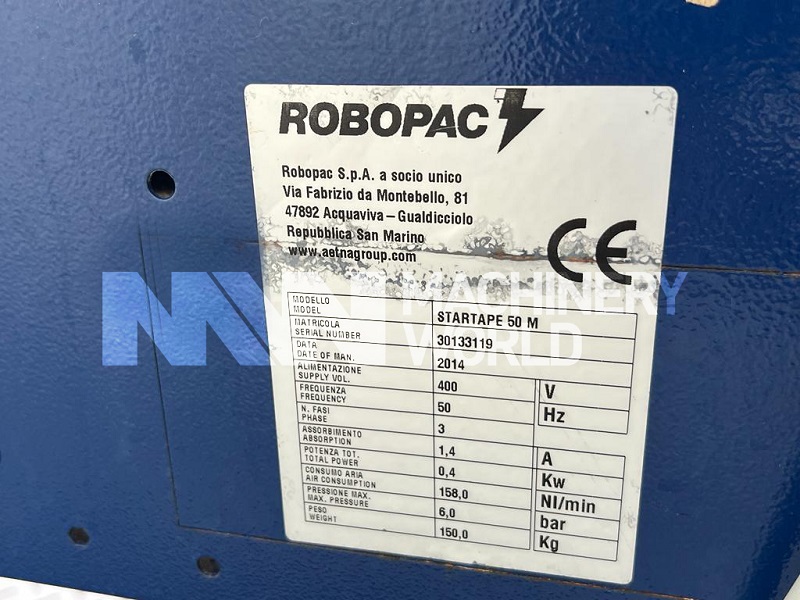 ROBOPAC
Robopac S.p.A. a socio unico
Via Fabrizio da Montebello, 81
47892 Acquaviva – Gualdicciolo
Repubblica San Marino
www.aetnagroup.com
CE
MACHINERY
WORLD
MODELLO
MODEL
STARTAPE 50 M
MATRICOLA
SERIAL NUMBER
30133119
DATA
DATE OF MAN.
2014
ALIMENTAZIONE
SUPPLY VOL.
400 V
FREQUENZA
FREQUENCY
50 Hz
N. FASI
PHASE
3
ASSORBIMENTO
ABSORPTION
1,4 A
POTENZA TOT.
TOTAL POWER
0,4 Kw
CONSUMO ARIA
AIR CONSUMPTION
158,0 Nl/min
PRESSIONE MAX.
MAX. PRESSURE
6,0 bar
PESO
WEIGHT
150,0 Kg